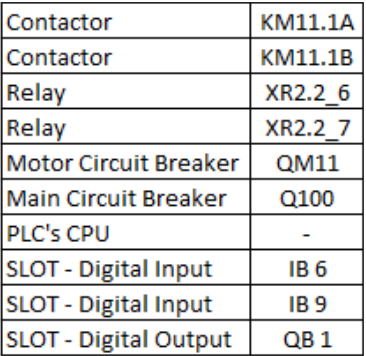 Contactor KM11.1A
Contactor KM11.1B
Relay XR2.2_6
Relay XR2.2_7
Motor Circuit Breaker QM11
Main Circuit Breaker Q100
PLC's CPU -
SLOT - Digital Input IB 6
SLOT - Digital Input IB 9
SLOT - Digital Output QB 1